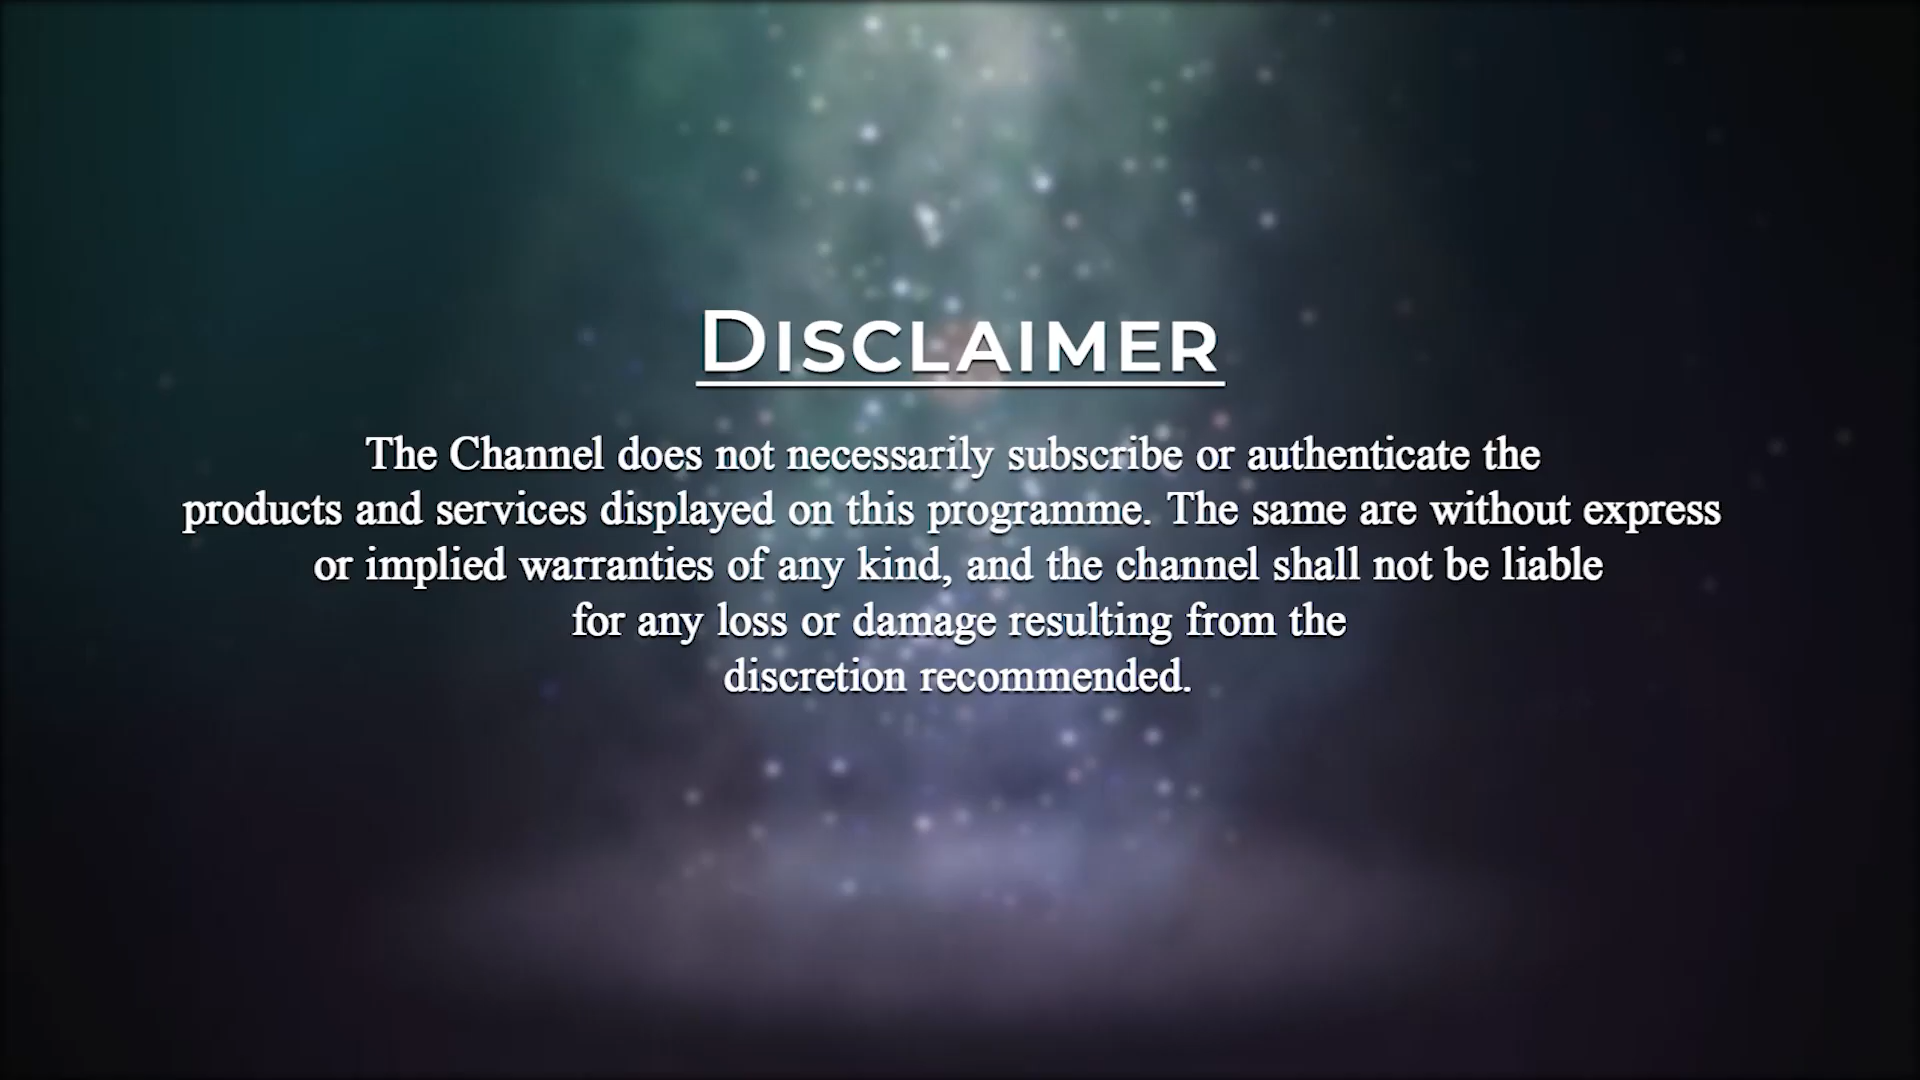 DISCLAIMER
The Channel does not necessarily subscribe or authenticate the
products and services displayed on this programme. The same are without express
or implied warranties of any kind, and the channel shall not be liable
for any loss or damage resulting from the
discretion recommended.